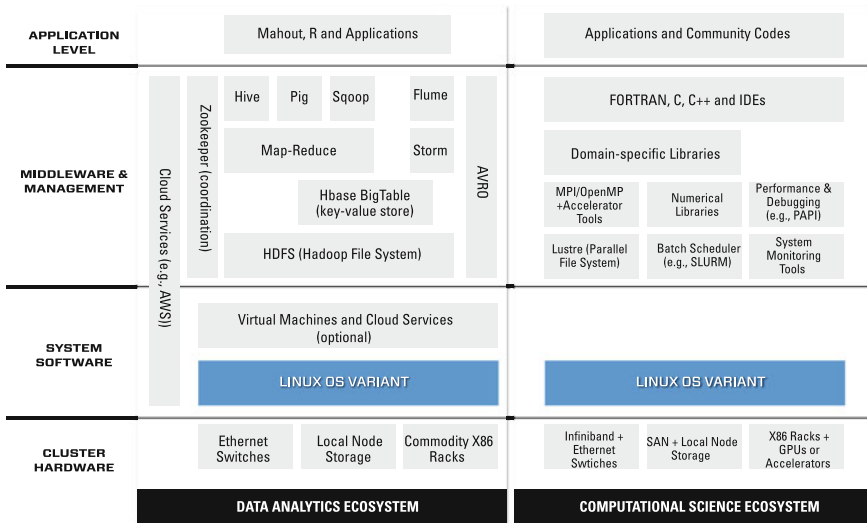 APPLICATION
LEVEL
Mahout, R and Applications
Applications and Community Codes
MIDDLEWARE &
MANAGEMENT
Cloud Services (e.g., AWS))
Zookeeper (coordination)
Hive
Pig
Sqoop
Flume
Map-Reduce
Storm
Hbase BigTable
(key-value store)
HDFS (Hadoop File System)
AVRO
FORTRAN, C, C++ and IDEs
Domain-specific Libraries
MPI/OpenMP
+Accelerator
Tools
Numerical
Libraries
Performance &
Debugging
(e.g., PAPI)
Lustre (Parallel
File System)
Batch Scheduler
(e.g., SLURM)
System
Monitoring
Tools
SYSTEM
SOFTWARE
Virtual Machines and Cloud Services
(optional)
LINUX OS VARIANT
LINUX OS VARIANT
CLUSTER
HARDWARE
Ethernet
Switches
Local Node
Storage
Commodity X86
Racks
Infiniband +
Ethernet
Swtiches
SAN + Local Node
Storage
X86 Racks +
GPUs or
Accelerators
DATA ANALYTICS ECOSYSTEM
COMPUTATIONAL SCIENCE ECOSYSTEM